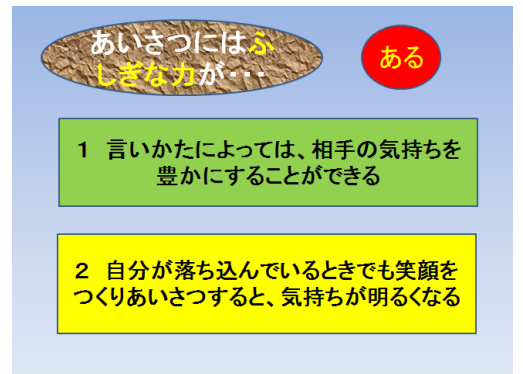 あいさつにはふ
しぎな力が・・・
ある
1　言いかたによっては、相手の気持ちを
豊かにすることができる
2　自分が落ち込んでいるときでも笑顔を
つくりあいさつすると、気持ちが明るくなる